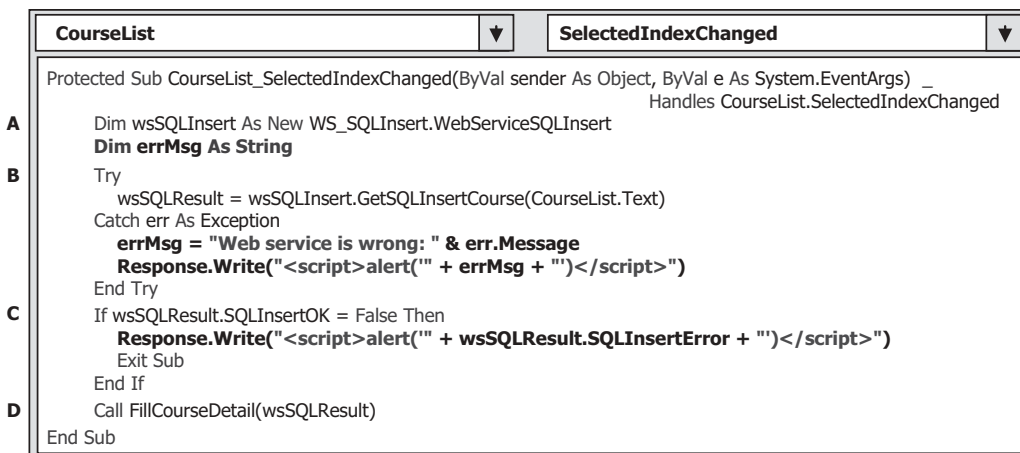 CourseList SelectedIndexChanged
Protected Sub CourseList_SelectedIndexChanged(ByVal sender As Object, ByVal e As System.EventArgs) _
Handles CourseList.SelectedIndexChanged
A Dim wsSQLInsert As New WS_SQLInsert.WebServiceSQLInsert
Dim errMsg As String
B Try
wsSQLResult = wsSQLInsert.GetSQLInsertCourse(CourseList.Text)
Catch err As Exception
errMsg = "Web service is wrong: " & err.Message
Response.Write("<script>alert('" + errMsg + "')</script>")
End Try
C If wsSQLResult.SQLInsertOK = False Then
Response.Write("<script>alert('" + wsSQLResult.SQLInsertError + "')</script>")
Exit Sub
End If
D Call FillCourseDetail(wsSQLResult)
End Sub